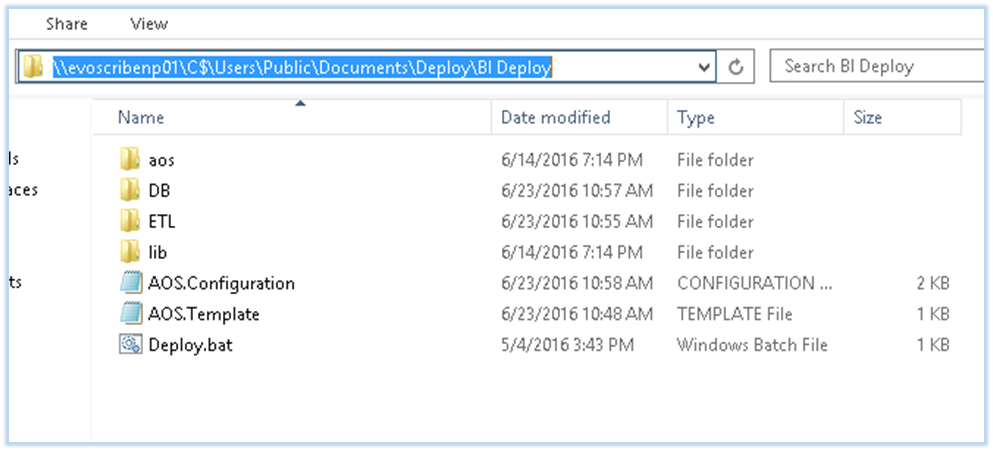 Share View
\\evoscribenp01\C$\Users\Public\Documents\Deploy\BI Deploy Search BI Deploy
Name Date modified Type Size
aos 6/14/2016 7:14 PM File folder
DB 6/23/2016 10:57 AM File folder
ETL 6/23/2016 10:55 AM File folder
lib 6/14/2016 7:14 PM File folder
AOS.Configuration 6/23/2016 10:58 AM CONFIGURATION ... 2 KB
AOS.Template 6/23/2016 10:48 AM TEMPLATE File 1 KB
Deploy.bat 5/4/2016 3:43 PM Windows Batch File 1 KB